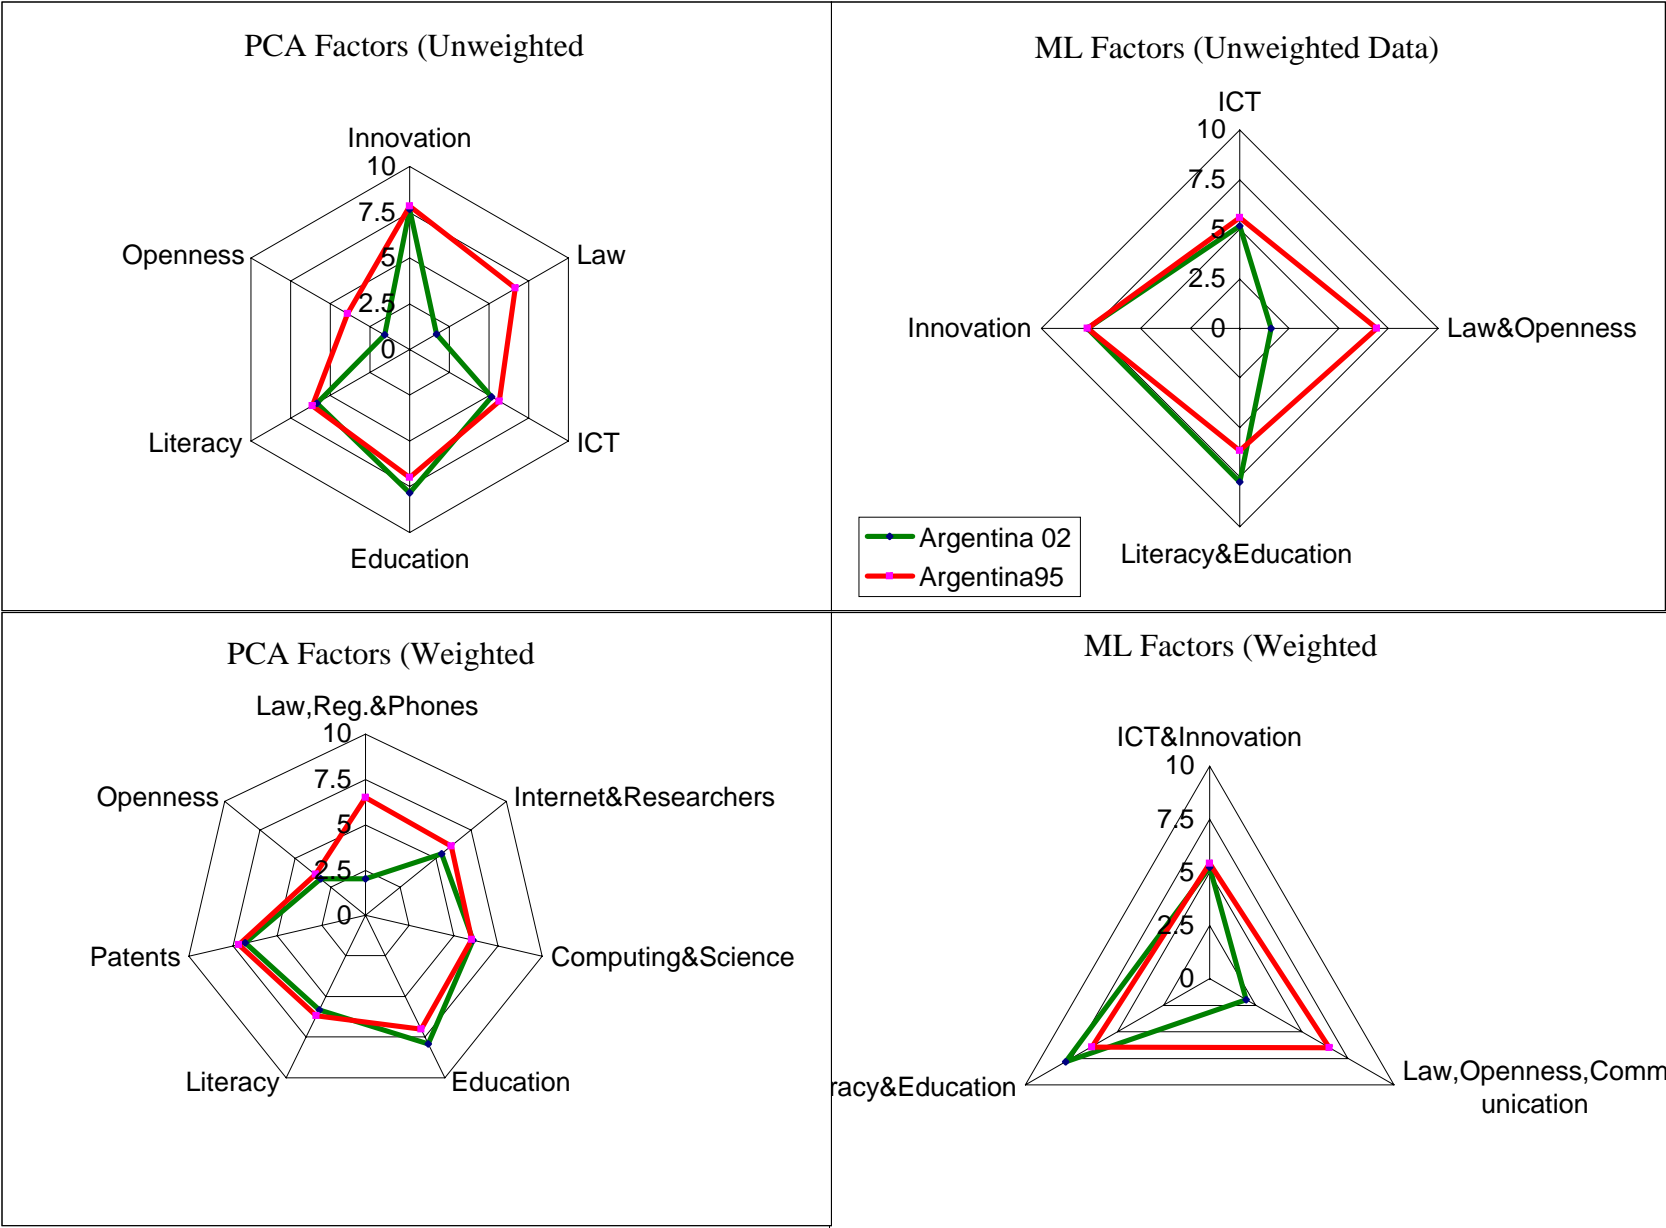 PCA Factors (Unweighted
Innovation
10
7.5
5
2.5
0
Openness
Law
Literacy
ICT
Education
ML Factors (Unweighted Data)
ICT
10
7.5
5
2.5
0
Innovation
Law&Openness
Literacy&Education
Argentina 02
Argentina95
PCA Factors (Weighted
Law,Reg.&Phones
10
7.5
5
2.5
0
Openness
Internet&Researchers
Patents
Computing&Science
Literacy
Education
ML Factors (Weighted
ICT&Innovation
10
7.5
5
2.5
0
racy&Education
Law,Openness,Comm
unication